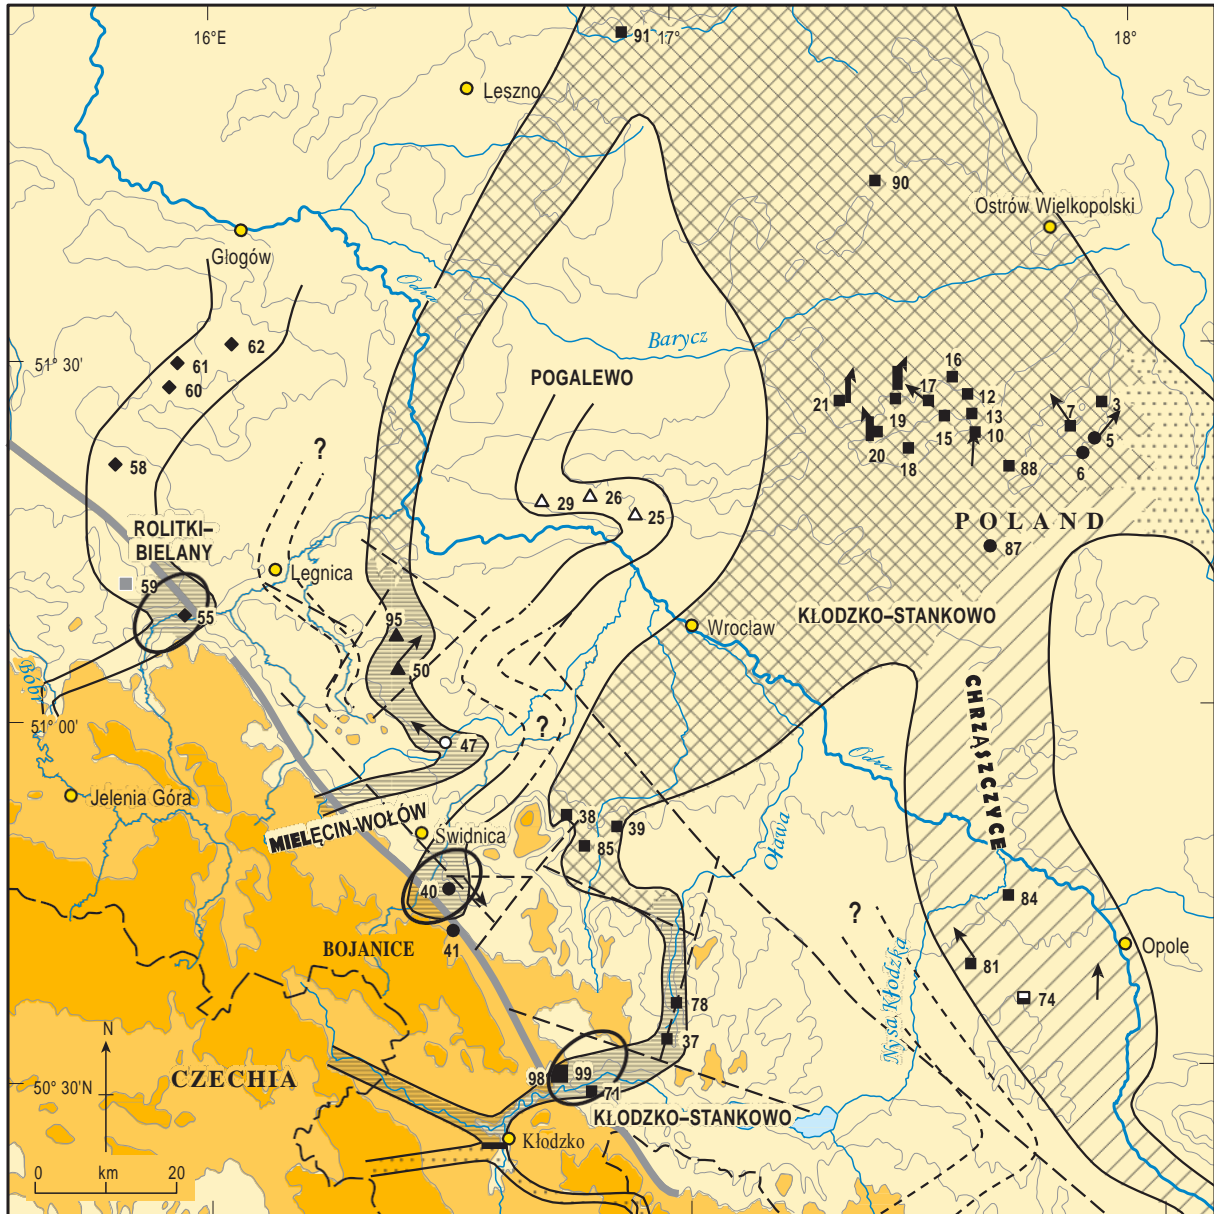 16°E
17°
18°
91
Leszno
90
Ostrów Wielkopolski
Głogów
Odra
Barycz
62
61
60
51° 30'
POGALEWO
16
17
12
21
19
13
3
7
15
10
5
20
18
6
88
?
58
29
26
25
ROLITKI–
BIELANY
POLAND
87
59
Legnica
55
95
KŁODZKO–STANKOWO
Wrocław
50
Bóbr
CHRZĄSZCZYCE
51° 00'
47
?
Odra
Jelenia Góra
MIELĘCIN-WOŁÓW
38
39
Świdnica
85
Oława
40
84
?
BOJANICE
41
Nysa Kłodzka
Opole
81
74
78
N
37
50° 30'N
CZECHIA
98
99
71
KŁODZKO–STANKOWO
Kłodzko
0 km 20